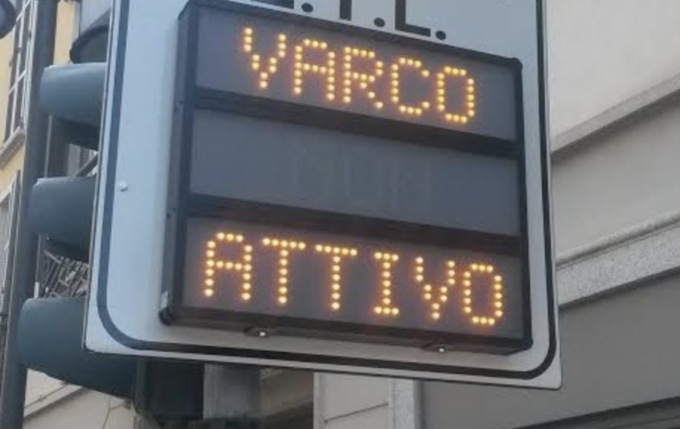 Z.T.L.
VARCO
ATTIVO